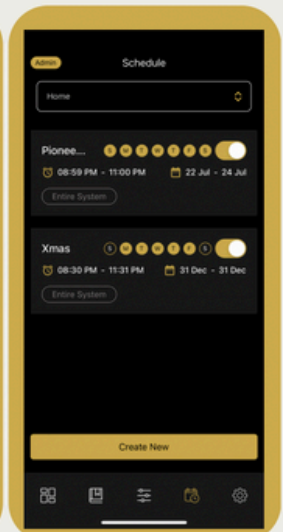 Admin
Schedule
Home
Pionee... S M T W T F S
08:59 PM - 11:00 PM 22 Jul - 24 Jul
Entire System
Xmas S M T W T F S
08:30 PM - 11:31 PM 31 Dec - 31 Dec
Entire System
Create New